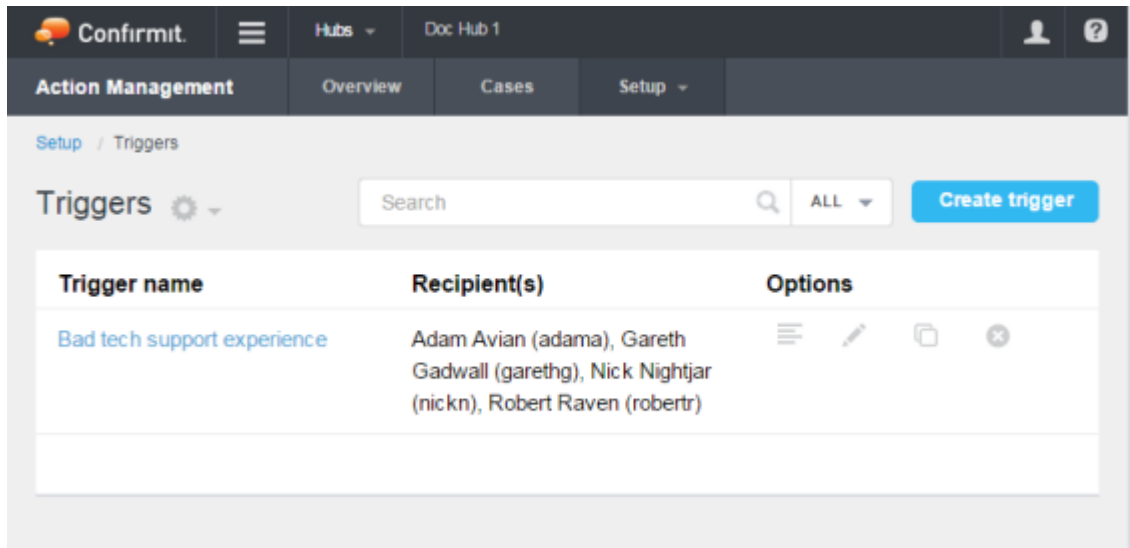 Confirmit. Hubs Doc Hub 1
Action Management Overview Cases Setup
Setup / Triggers
Triggers Search ALL Create trigger
Trigger name Recipient(s) Options
Bad tech support experience Adam Avian (adama), Gareth
Gadwall (garethg), Nick Nightjar
(nickn), Robert Raven (robertr)